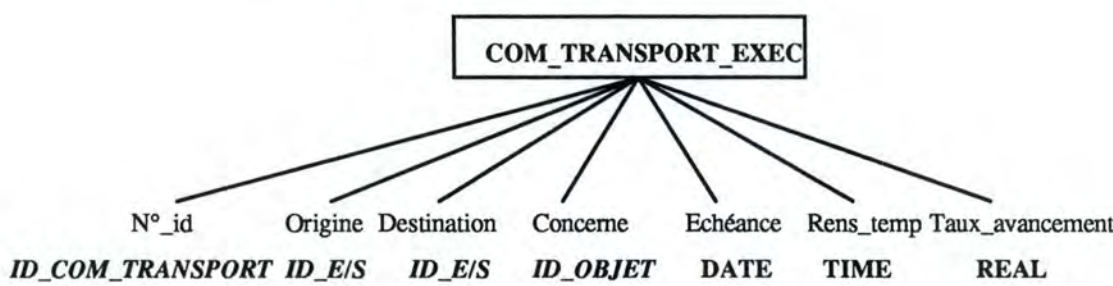 COM_TRANSPORT_EXEC
N°_id Origine Destination Concerne Echéance Rens_temp Taux_avancement
ID_COM_TRANSPORT ID_E/S ID_E/S ID_OBJET DATE TIME REAL